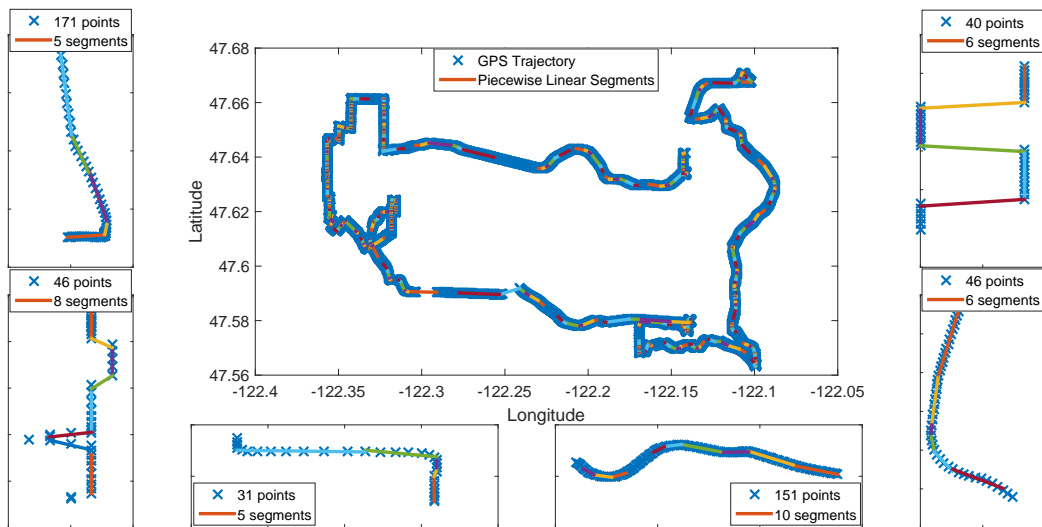 171 points
5 segments
40 points
6 segments
GPS Trajectory
Piecewise Linear Segments
47.68
47.66
47.64
47.62
47.6
47.58
47.56
Latitude
-122.4
-122.35
-122.3
-122.25
-122.2
-122.15
-122.1
-122.05
Longitude
46 points
8 segments
46 points
6 segments
31 points
5 segments
151 points
10 segments